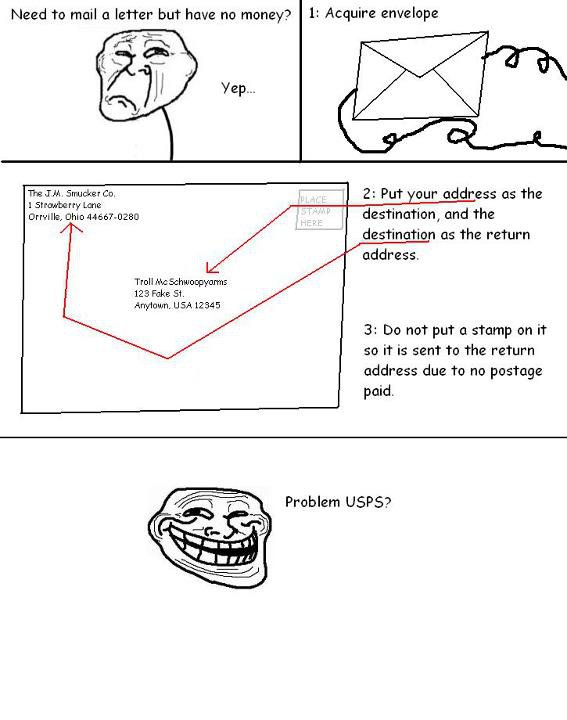 Need to mail a letter but have no money?
Yep...
1: Acquire envelope
The J.M. Smucker Co.
1 Strawberry Lane
Orrville, Ohio 44667-0280
PLACE
STAMP
HERE
Troll McSchwoopyarms
123 Fake St.
Anytown, USA 12345
2: Put your address as the
destination, and the
destination as the return
address.
3: Do not put a stamp on it
so it is sent to the return
address due to no postage
paid.
Problem USPS?